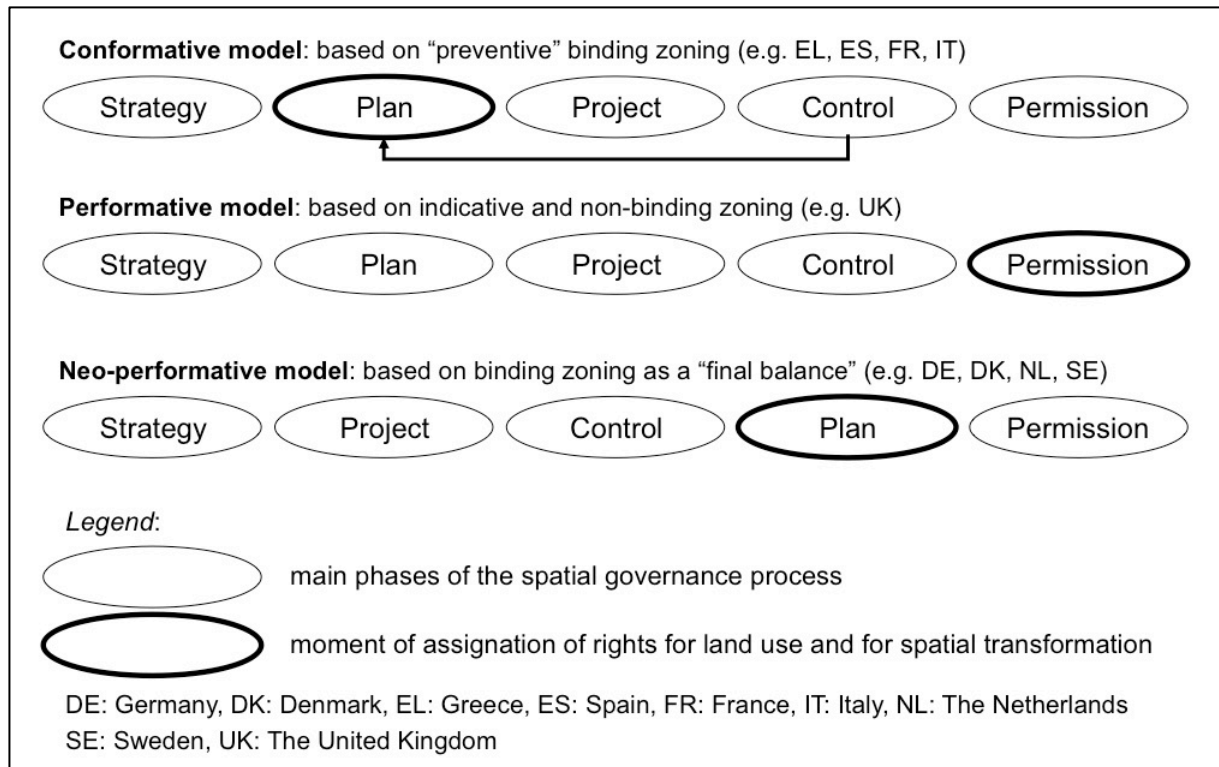 Conformative model: based on “preventive” binding zoning (e.g. EL, ES, FR, IT)
Strategy Plan Project Control Permission
Performative model: based on indicative and non-binding zoning (e.g. UK)
Strategy Plan Project Control Permission
Neo-performative model: based on binding zoning as a “final balance” (e.g. DE, DK, NL, SE)
Strategy Project Control Plan Permission
Legend:
main phases of the spatial governance process
moment of assignation of rights for land use and for spatial transformation
DE: Germany, DK: Denmark, EL: Greece, ES: Spain, FR: France, IT: Italy, NL: The Netherlands
SE: Sweden, UK: The United Kingdom